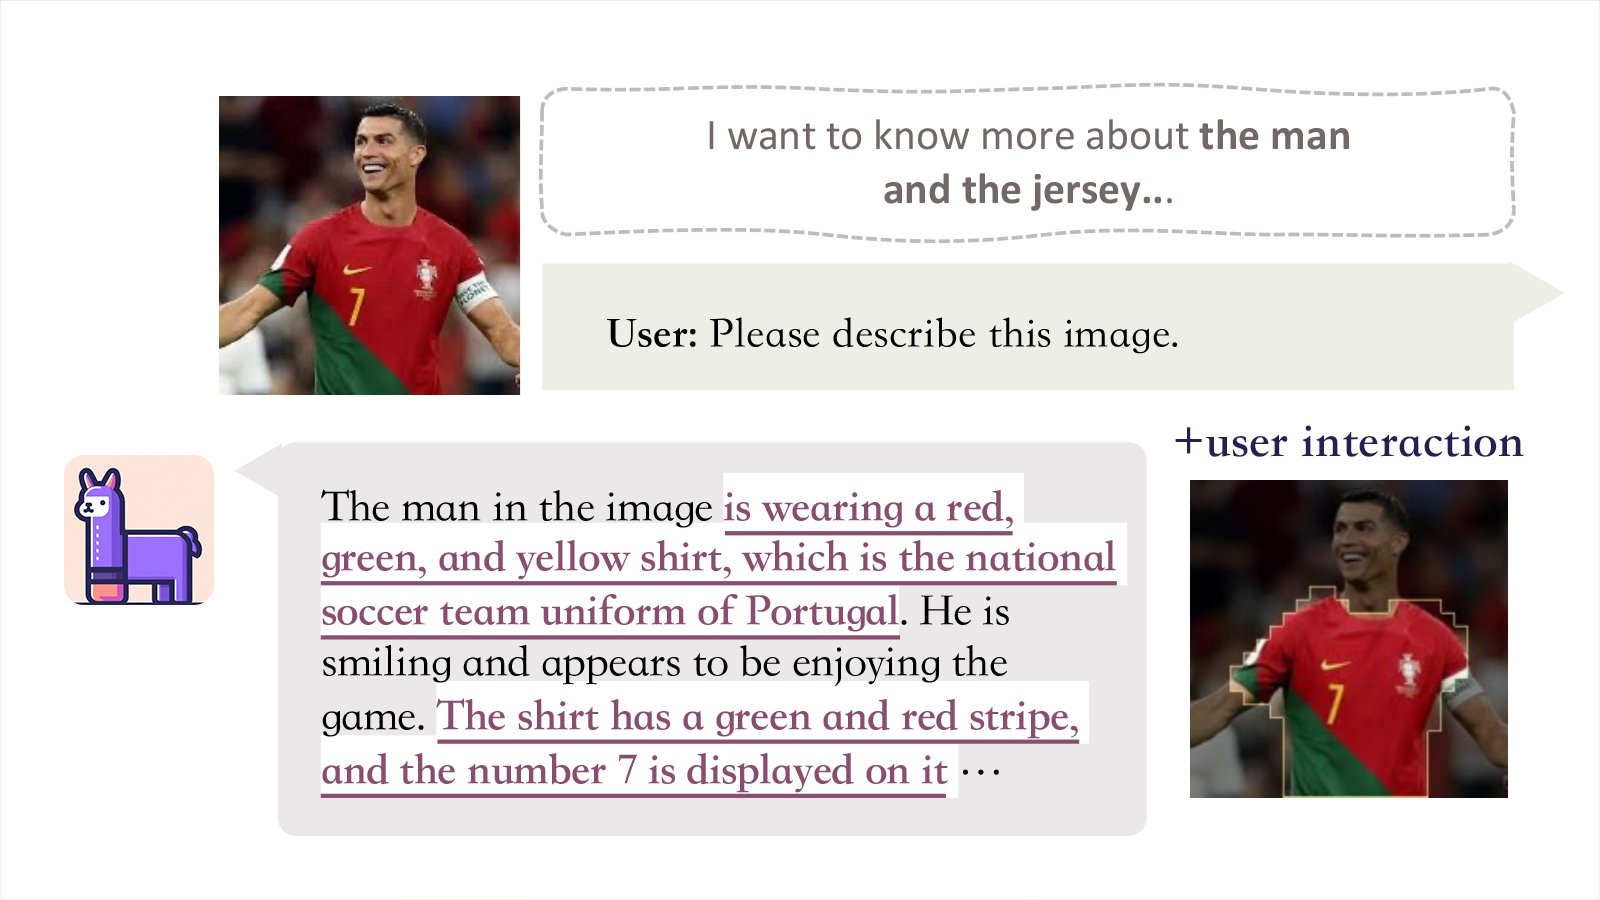 I want to know more about the man
and the jersey...
User: Please describe this image.
+user interaction
The man in the image is wearing a red,
green, and yellow shirt, which is the national
soccer team uniform of Portugal. He is
smiling and appears to be enjoying the
game. The shirt has a green and red stripe,
and the number 7 is displayed on it ...
7
7